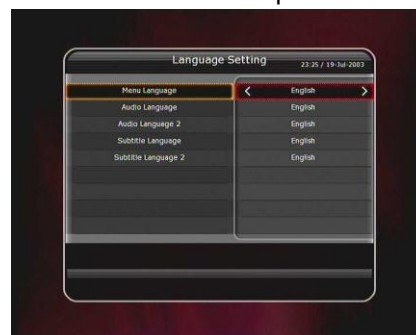 Language Setting 23:25 / 19-Jul-2003
Menu Language < English >
Audio Language English
Audio Language 2 English
Subtitle Language English
Subtitle Language 2 English